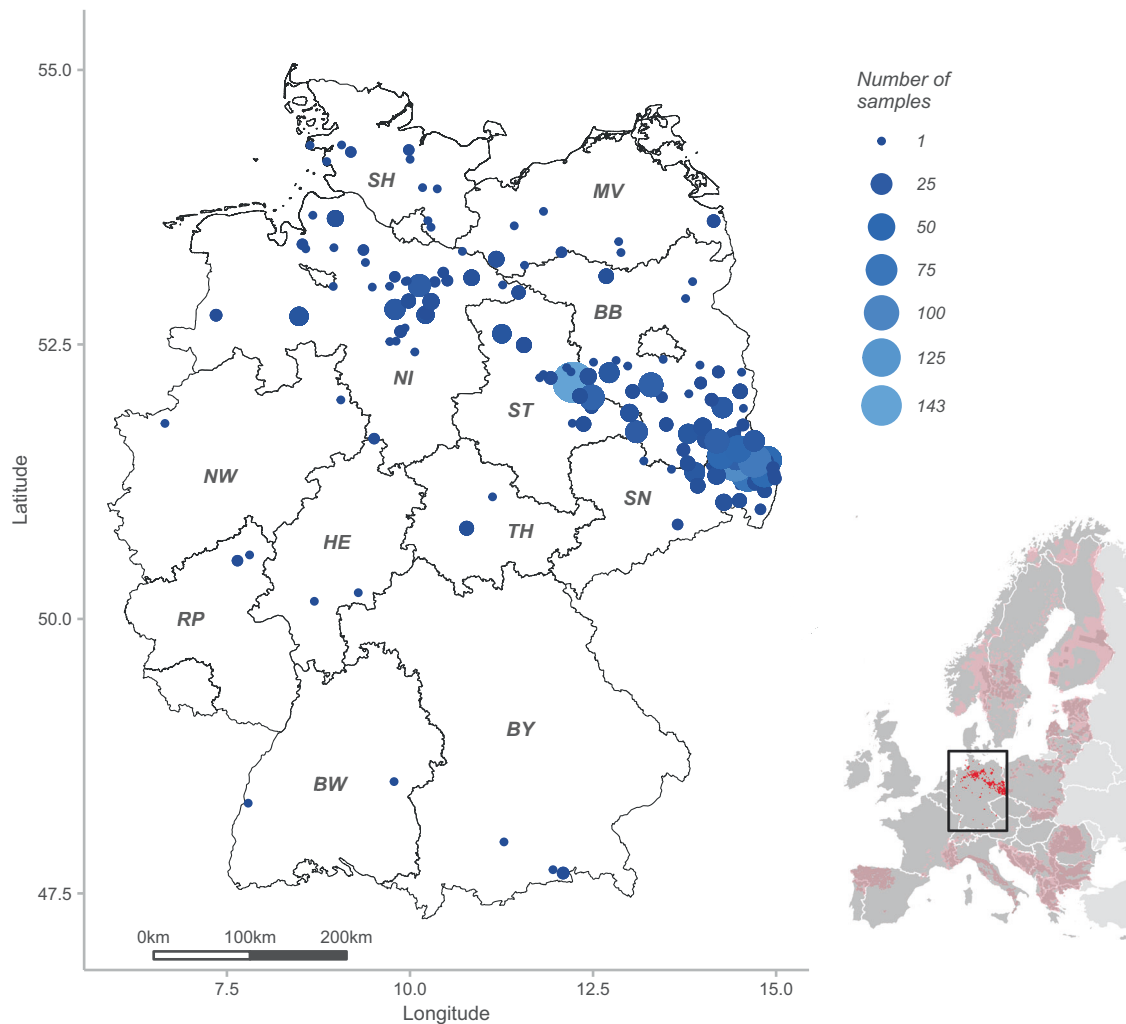 55.0
52.5
50.0
47.5
Latitude
7.5
10.0
12.5
15.0
Longitude
SH
MV
BB
NI
ST
NW
SN
TH
HE
RP
BY
BW
0km
100km
200km
Number of
samples
1
25
50
75
100
125
143